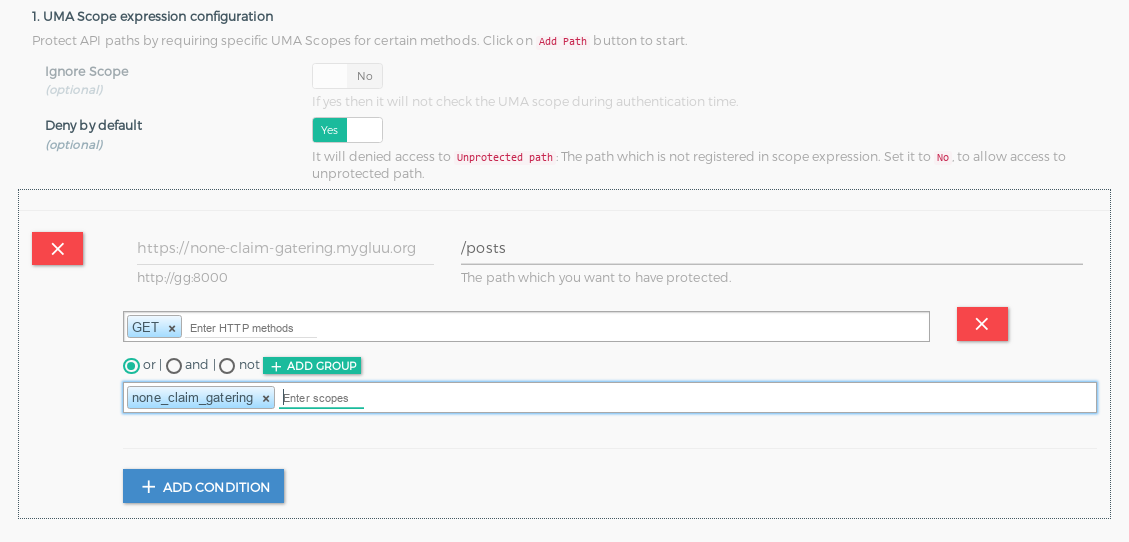 1. UMA Scope expression configuration
Protect API paths by requiring specific UMA Scopes for certain methods. Click on Add Path button to start.
Ignore Scope
(optional)
No
If yes then it will not check the UMA scope during authentication time.
Deny by default
(optional)
Yes
It will denied access to Unprotected path: The path which is not registered in scope expression. Set it to No, to allow access to
unprotected path.
https://none-claim-gatering.mygluu.org
/posts
http://gg:8000
The path which you want to have protected.
GET × Enter HTTP methods
or | and | not + ADD GROUP
none_claim_gatering × Enter scopes
+ ADD CONDITION